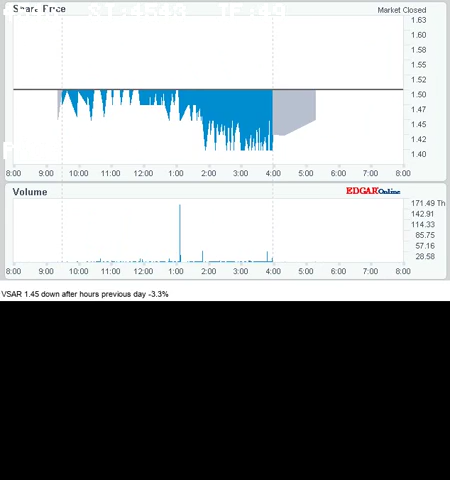 Share Price
Market Closed
ST:4640 TF:49
1.63
1.60
1.58
1.55
1.52
1.50
1.47
1.45
1.42
1.40
8:00 9:00 10:00 11:00 12:00 1:00 2:00 3:00 4:00 5:00 6:00 7:00 8:00
Volume
EDGAROnline
171.49 Th
142.91
114.33
85.75
57.16
28.58
8:00 9:00 10:00 11:00 12:00 1:00 2:00 3:00 4:00 5:00 6:00 7:00 8:00
VSAR 1.45 down after hours previous day -3.3%